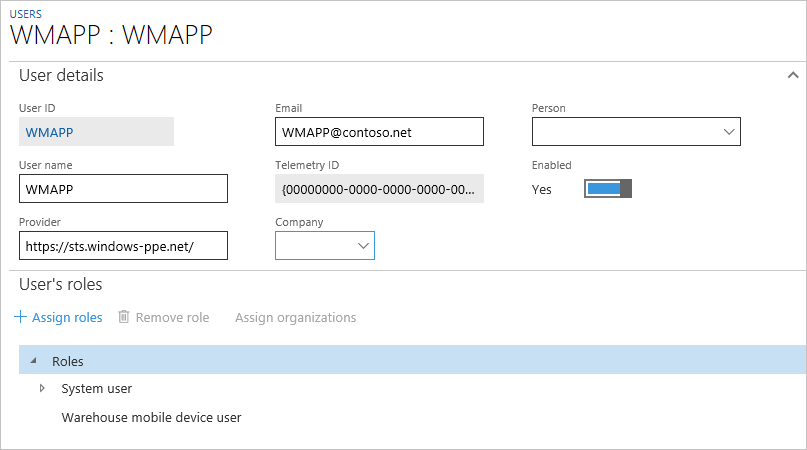 USERS
WMAPP : WMAPP
User details
User ID
Email
Person
WMAPP
WMAPP@contoso.net
User name
Telemetry ID
Enabled
WMAPP
{00000000-0000-0000-0000-00...
Yes
Provider
Company
https://sts.windows-ppe.net/
User's roles
Assign roles
Remove role
Assign organizations
Roles
System user
Warehouse mobile device user